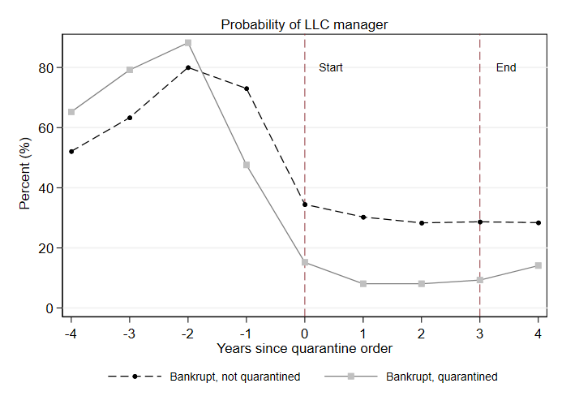 Probability of LLC manager
80
60
40
20
0
Percent (%)
Start
End
-4 -3 -2 -1 0 1 2 3 4
Years since quarantine order
Bankrupt, not quarantined Bankrupt, quarantined